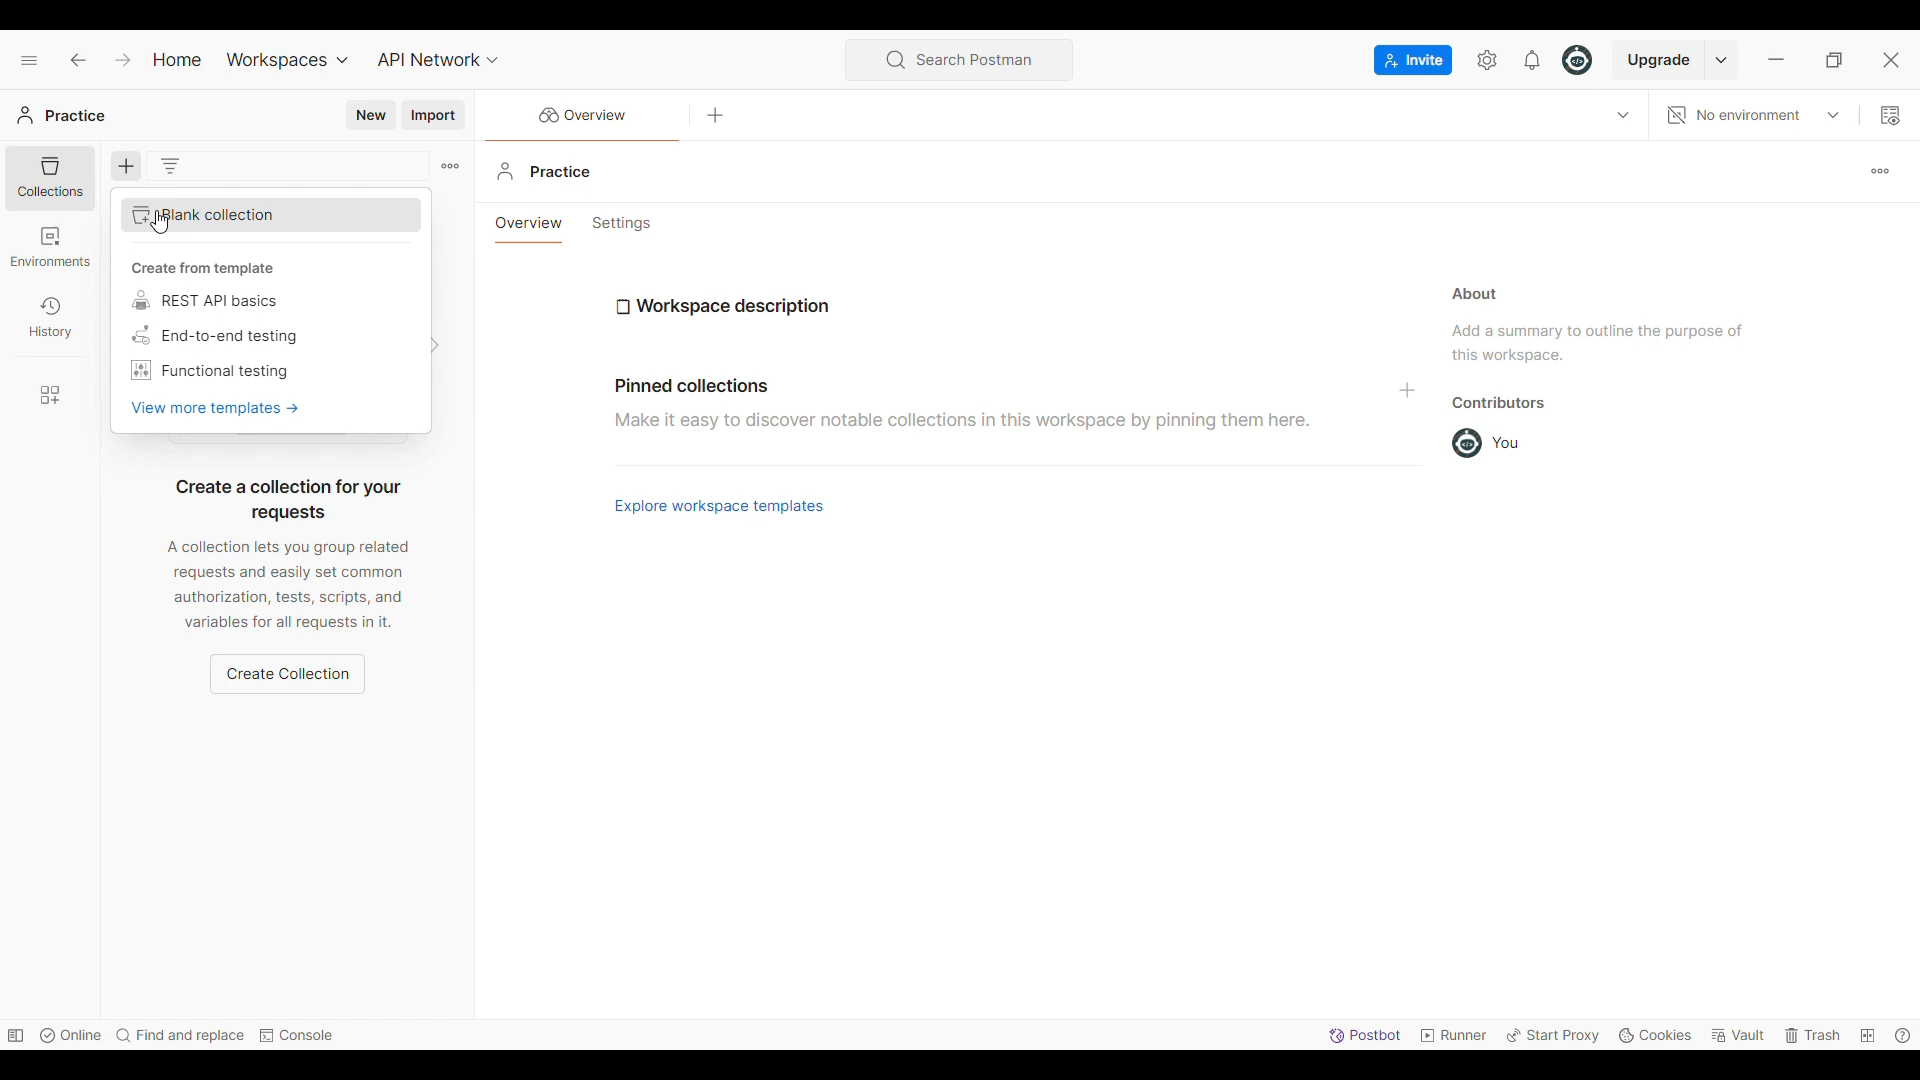 Home Workspaces API Network Search Postman Invite Upgrade
Practice New Import Overview No environment
Collections
Environments
History
Blank collection
Create from template
REST API basics
End-to-end testing
Functional testing
View more templates →
Create a collection for your
requests
A collection lets you group related
requests and easily set common
authorization, tests, scripts, and
variables for all requests in it.
Create Collection
Practice
Overview Settings
Workspace description
Pinned collections
Make it easy to discover notable collections in this workspace by pinning them here.
Explore workspace templates
About
Add a summary to outline the purpose of
this workspace.
Contributors
You
Online Find and replace Console Postbot Runner Start Proxy Cookies Vault Trash